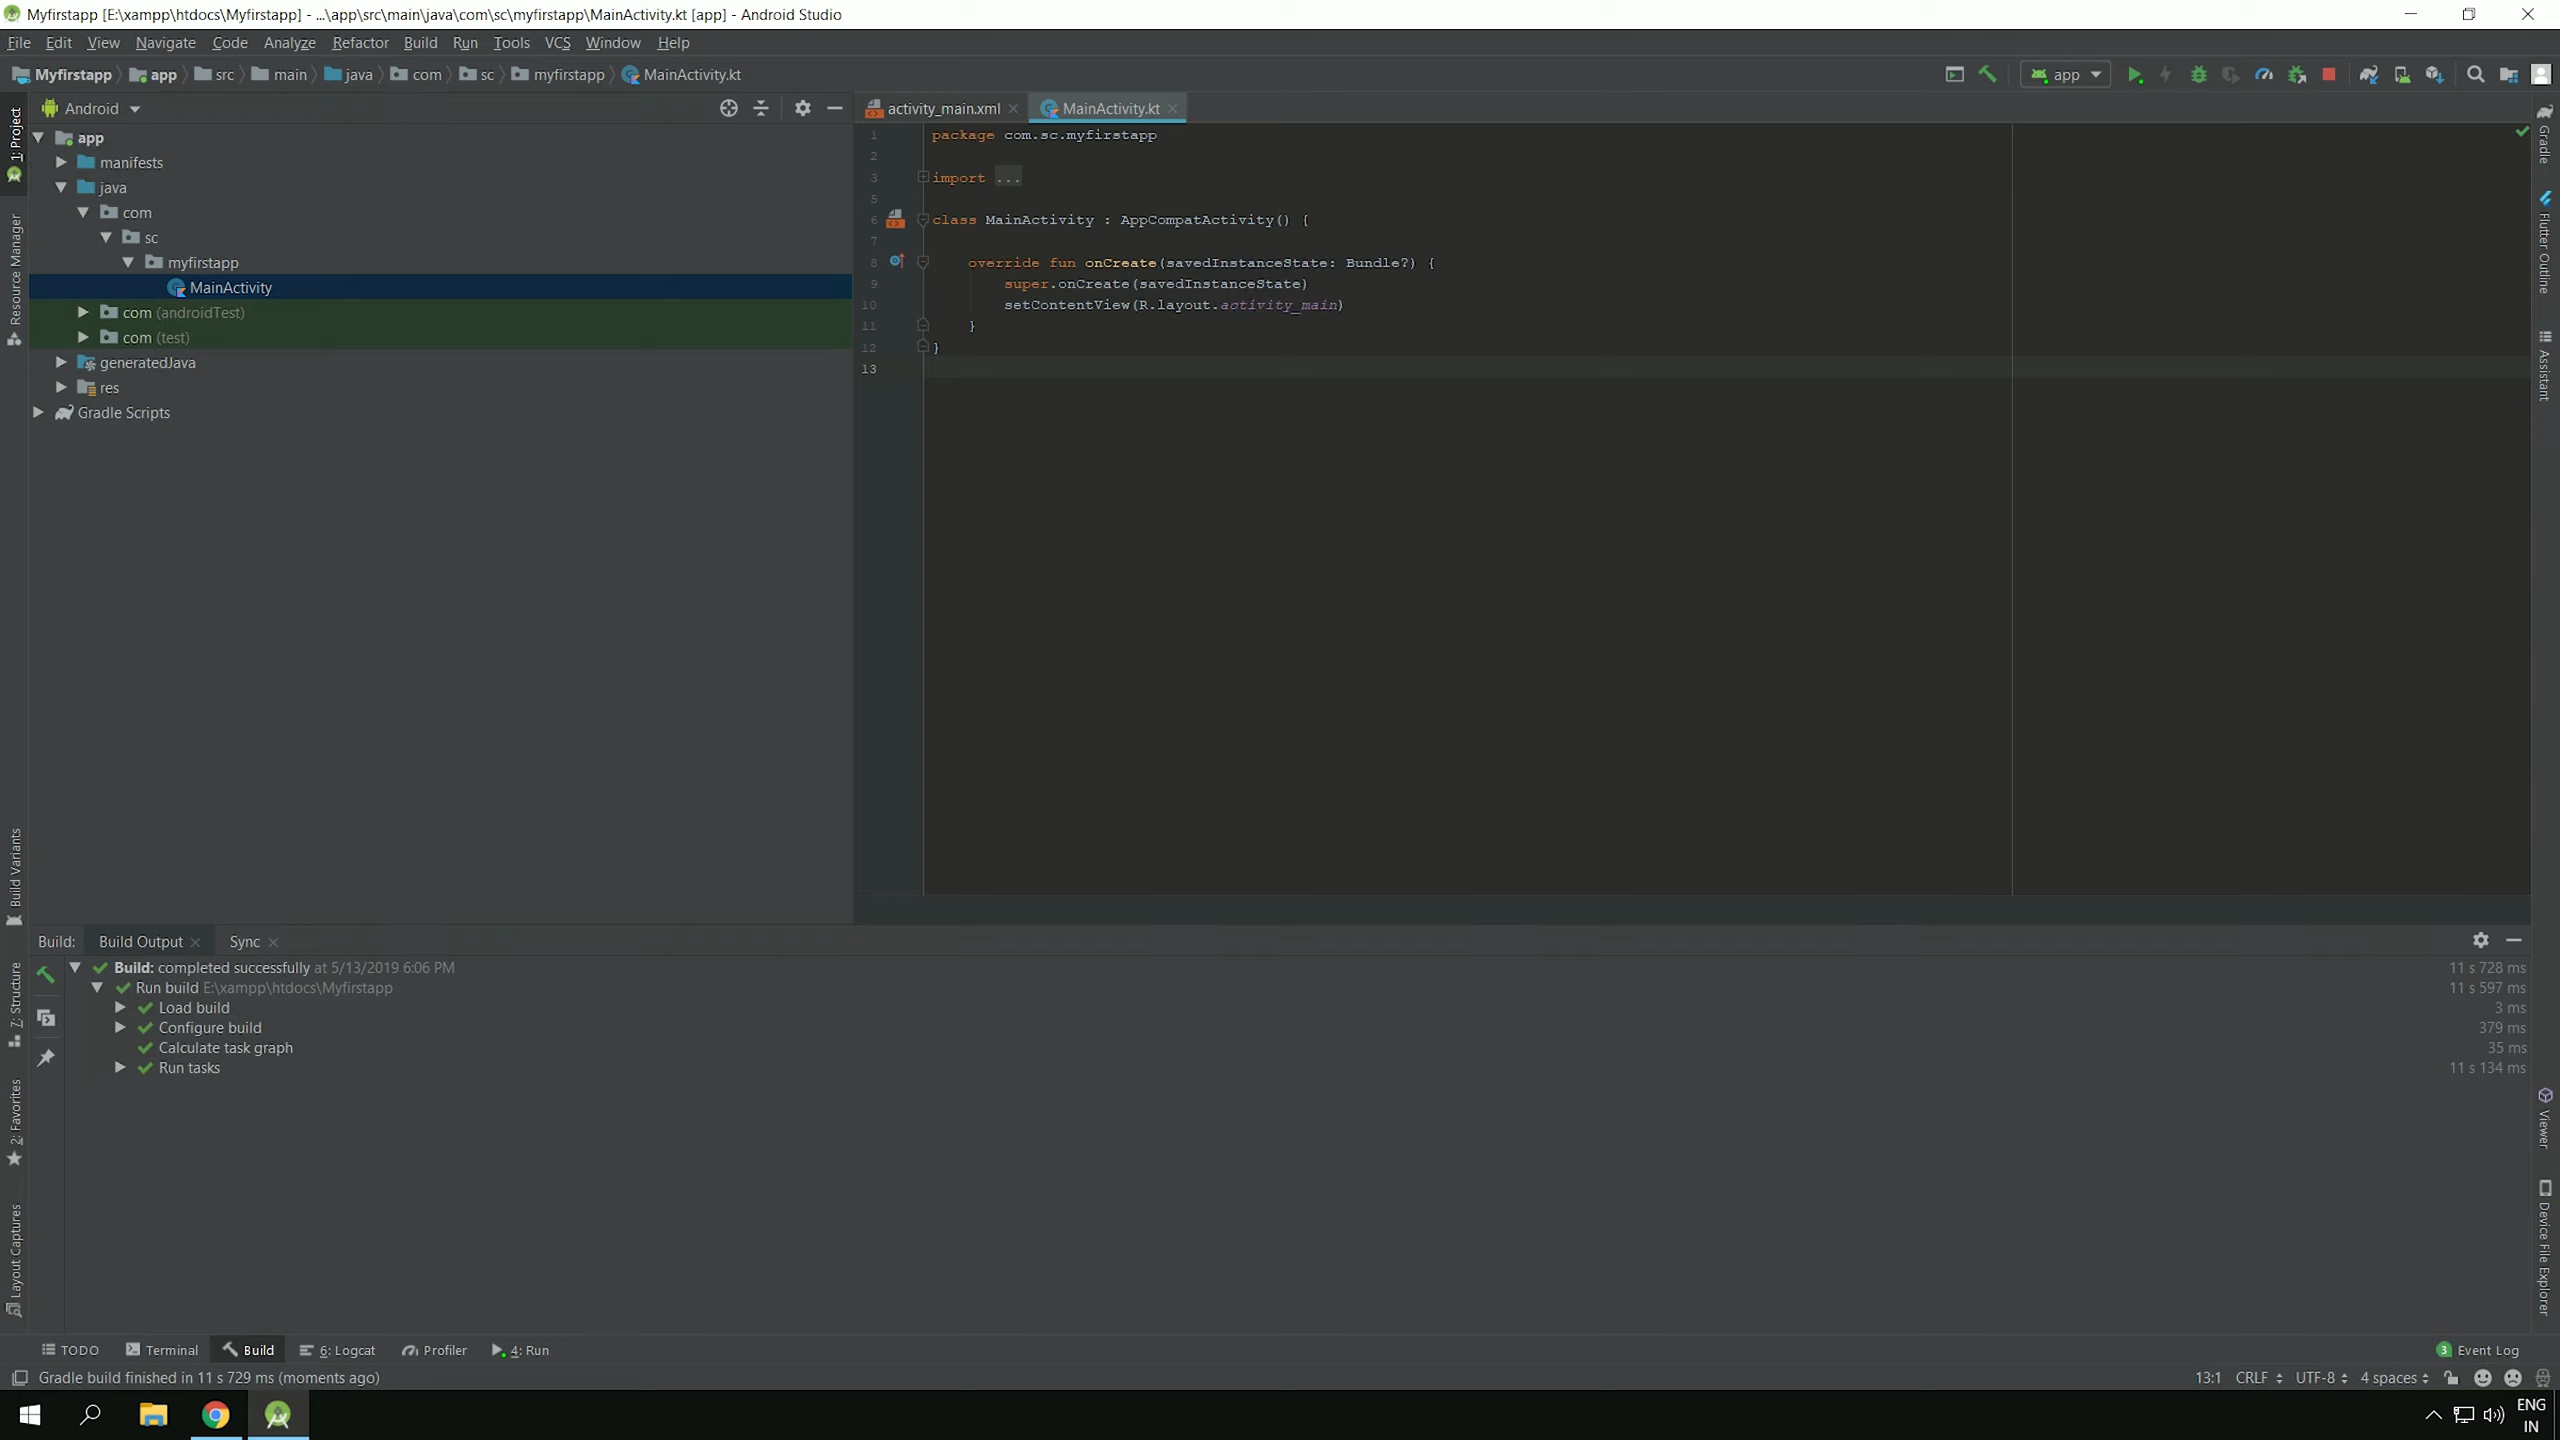 Myfirstapp [E:\xampp\htdocs\Myfirstapp] - ...\app\src\main\java\com\sc\myfirstapp\MainActivity.kt [app] - Android Studio
File Edit View Navigate Code Analyze Refactor Build Run Tools VCS Window Help
Myfirstapp app src main java com sc myfirstapp MainActivity.kt
app
1: Project
Resource Manager
Build Variants
7: Structure
2: Favorites
Layout Captures
Android
app
manifests
java
com
sc
myfirstapp
MainActivity
com (androidTest)
com (test)
generatedJava
res
Gradle Scripts
activity_main.xml MainActivity.kt
1 package com.sc.myfirstapp
2
3 import ...
5
6 class MainActivity : AppCompatActivity() {
7
8 override fun onCreate(savedInstanceState: Bundle?) {
9 super.onCreate(savedInstanceState)
10 setContentView(R.layout.activity_main)
11 }
12 }
13
Gradle
Flutter Outline
Assistant
Viewer
Device File Explorer
Build: Build Output Sync
Build: completed successfully at 5/13/2019 6:06 PM 11 s 728 ms
Run build E:\xampp\htdocs\Myfirstapp 11 s 597 ms
Load build 3 ms
Configure build 379 ms
Calculate task graph 35 ms
Run tasks 11 s 134 ms
TODO Terminal Build 6: Logcat Profiler 4: Run 3 Event Log
Gradle build finished in 11 s 729 ms (moments ago) 13:1 CRLF UTF-8 4 spaces
ENG
IN